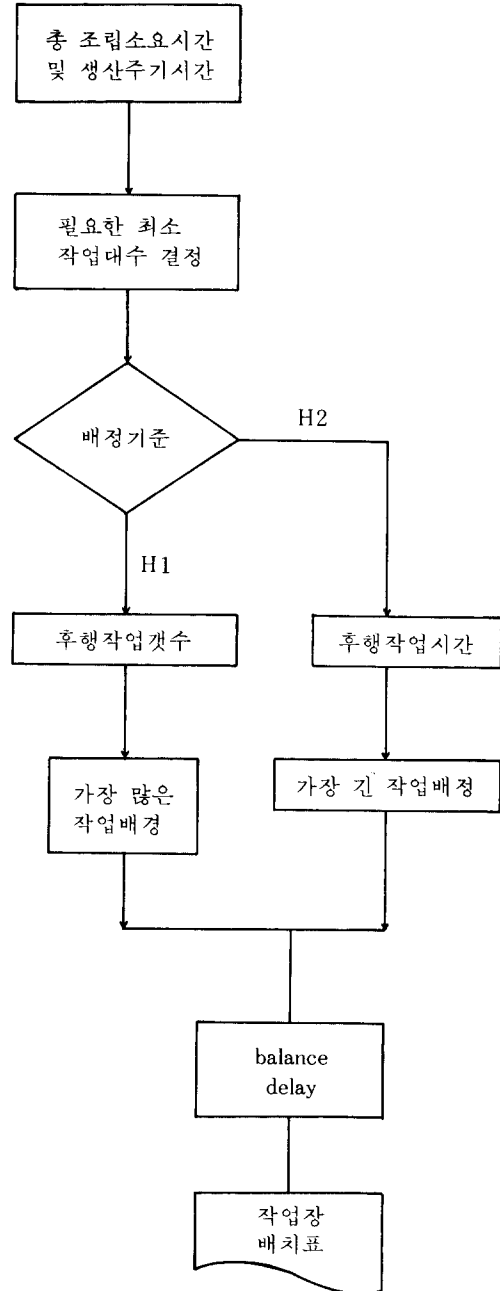 총 조립소요시간
및 생산주기시간
필요한 최소
작업대수 결정
배정기준
H2
H1
후행작업갯수
후행작업시간
가장 많은
작업배경
가장 긴 작업배정
balance
delay
작업장
배치표